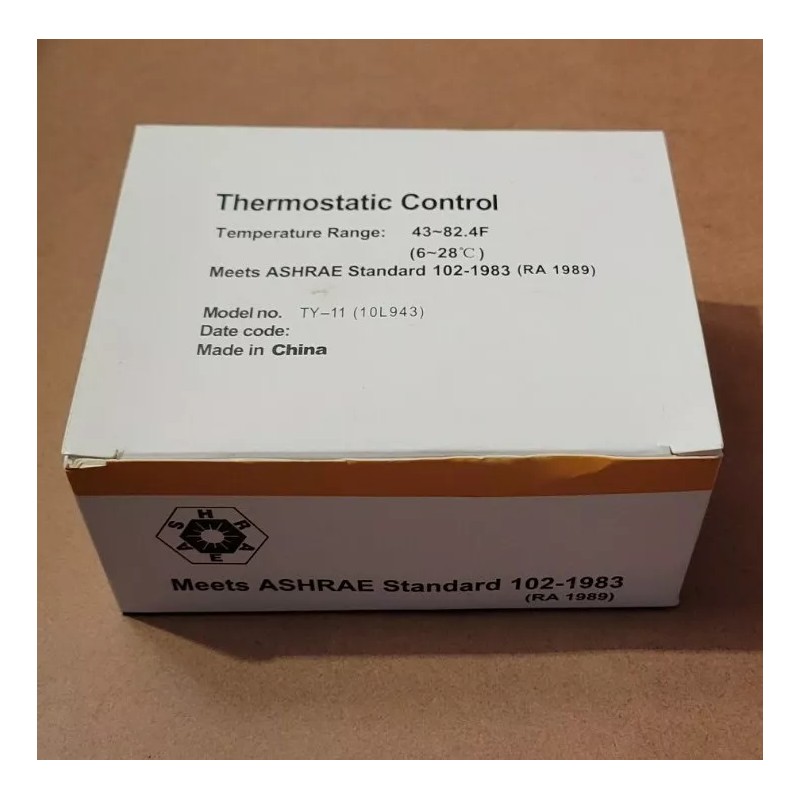 Thermostatic Control
Temperature Range: 43~82.4F
(6~28℃)
Meets ASHRAE Standard 102-1983 (RA 1989)
Model no. TY-11 (10L943)
Date code:
Made in China
ASHRAE
Meets ASHRAE Standard 102-1983
(RA 1989)